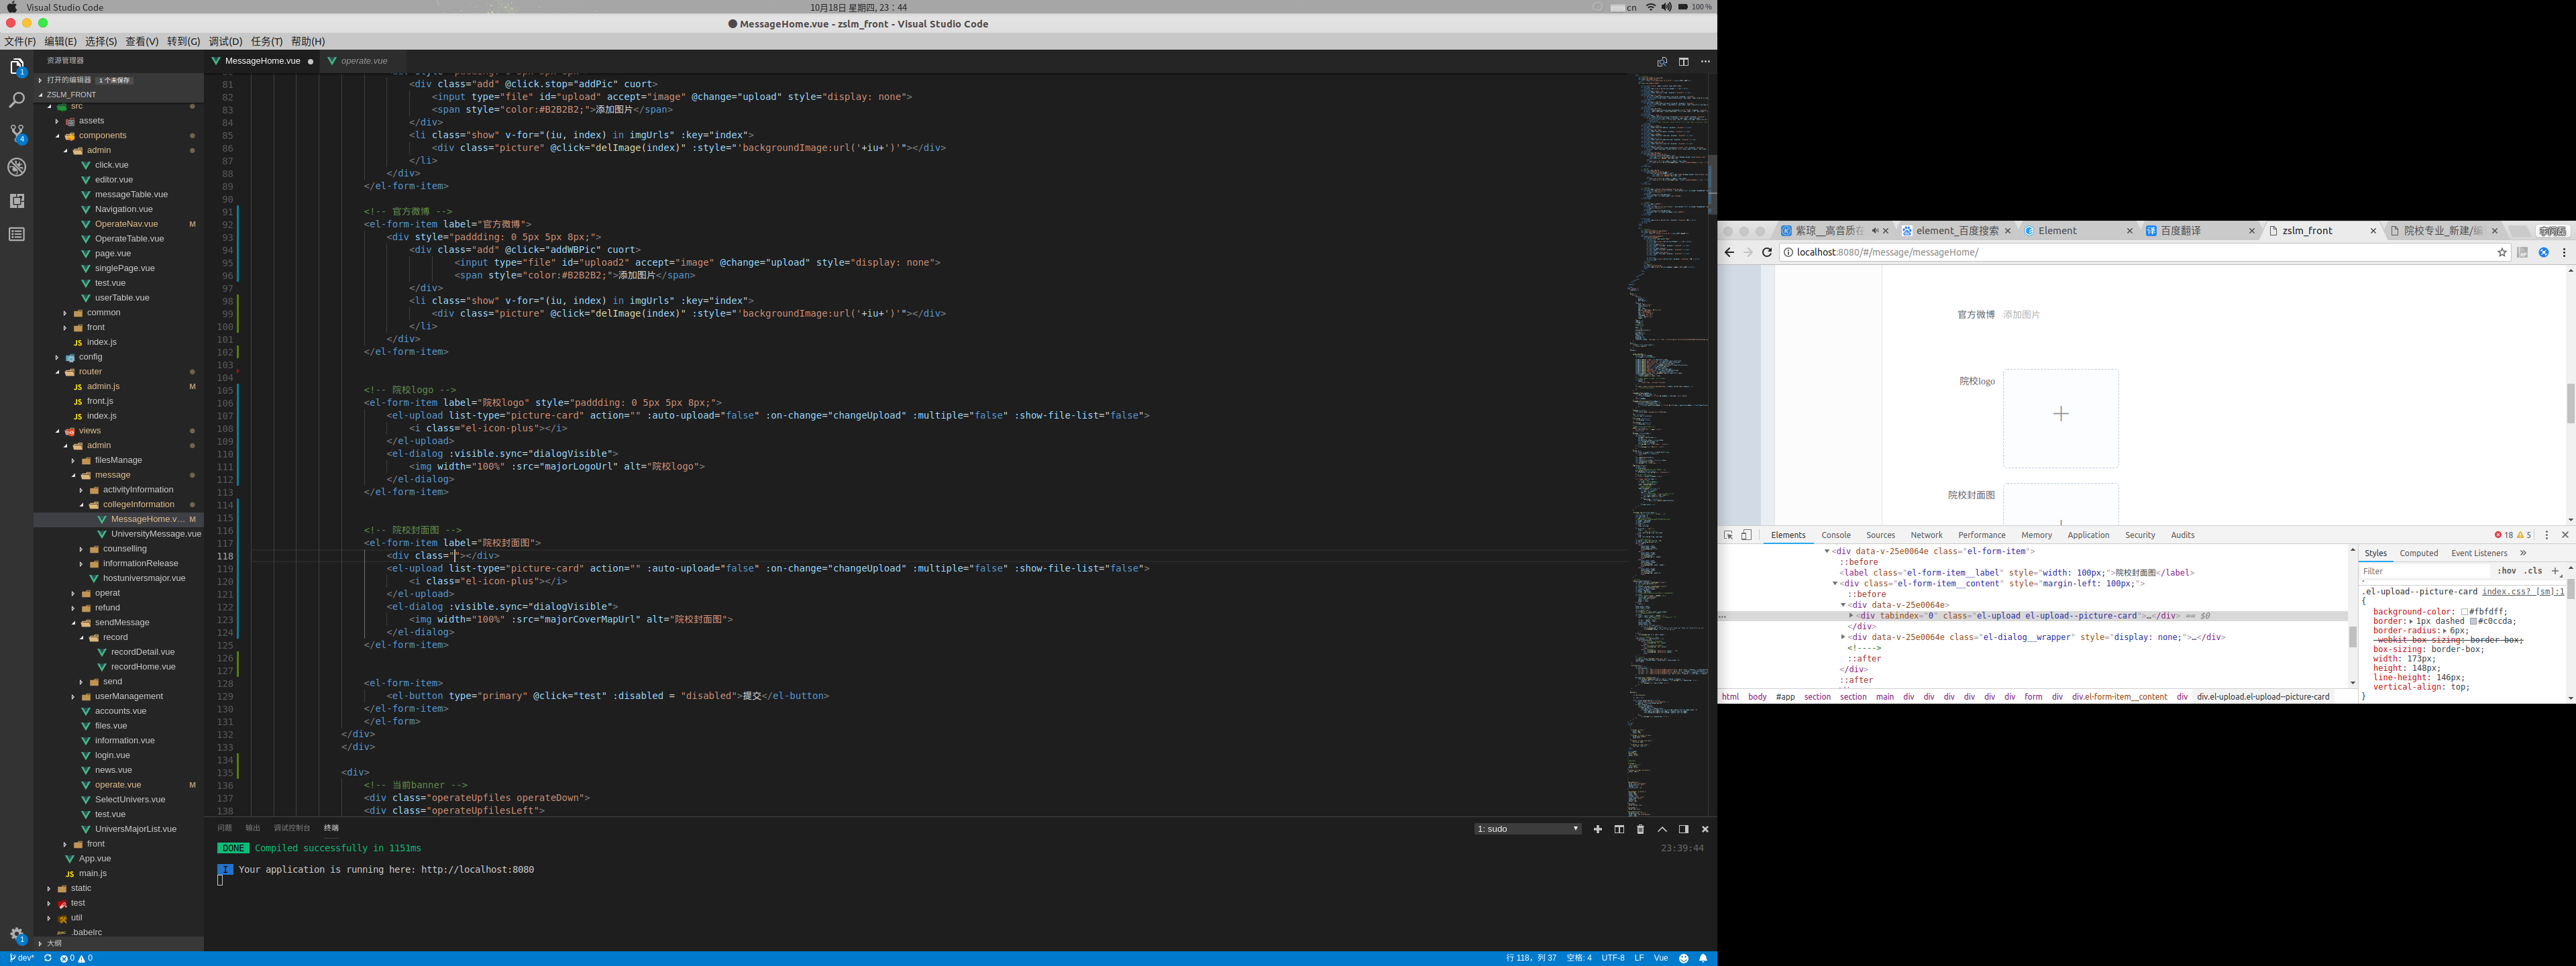 Visual Studio Code
10月18日 星期四, 23：44
cn
100 %
MessageHome.vue - zslm_front - Visual Studio Code
文件(F) 编辑(E) 选择(S) 查看(V) 转到(G) 调试(D) 任务(T) 帮助(H)
资源管理器
打开的编辑器 1 个未保存
ZSLM_FRONT
src
assets
components
admin
click.vue
editor.vue
messageTable.vue
Navigation.vue
OperateNav.vue M
OperateTable.vue
page.vue
singlePage.vue
test.vue
userTable.vue
common
front
index.js
config
router
admin.js M
front.js
index.js
views
admin
filesManage
message
activityInformation
collegeInformation
MessageHome.v... M
UniversityMessage.vue
counselling
informationRelease
hostuniversmajor.vue
operat
refund
sendMessage
record
recordDetail.vue
recordHome.vue
send
userManagement
accounts.vue
files.vue
information.vue
login.vue
news.vue
operate.vue M
SelectUnivers.vue
test.vue
UniversMajorList.vue
front
App.vue
main.js
static
test
util
.babelrc
大纲
MessageHome.vue
operate.vue
81 <div class="add" @click.stop="addPic" cuort>
82 <input type="file" id="upload" accept="image" @change="upload" style="display: none">
83 <span style="color:#B2B2B2;">添加图片</span>
84 </div>
85 <li class="show" v-for="(iu, index) in imgUrls" :key="index">
86 <div class="picture" @click="delImage(index)" :style="'backgroundImage:url('+iu+')'"></div>
87 </li>
88 </div>
89 </el-form-item>
90
91 <!-- 官方微博 -->
92 <el-form-item label="官方微博">
93 <div style="paddding: 0 5px 5px 8px;">
94 <div class="add" @click="addWBPic" cuort>
95 <input type="file" id="upload2" accept="image" @change="upload" style="display: none">
96 <span style="color:#B2B2B2;">添加图片</span>
97 </div>
98 <li class="show" v-for="(iu, index) in imgUrls" :key="index">
99 <div class="picture" @click="delImage(index)" :style="'backgroundImage:url('+iu+')'"></div>
100 </li>
101 </div>
102 </el-form-item>
103
104
105 <!-- 院校logo -->
106 <el-form-item label="院校logo" style="paddding: 0 5px 5px 8px;">
107 <el-upload list-type="picture-card" action="" :auto-upload="false" :on-change="changeUpload" :multiple="false" :show-file-list="false">
108 <i class="el-icon-plus"></i>
109 </el-upload>
110 <el-dialog :visible.sync="dialogVisible">
111 <img width="100%" :src="majorLogoUrl" alt="院校logo">
112 </el-dialog>
113 </el-form-item>
114
115
116 <!-- 院校封面图 -->
117 <el-form-item label="院校封面图">
118 <div class=""></div>
119 <el-upload list-type="picture-card" action="" :auto-upload="false" :on-change="changeUpload" :multiple="false" :show-file-list="false">
120 <i class="el-icon-plus"></i>
121 </el-upload>
122 <el-dialog :visible.sync="dialogVisible">
123 <img width="100%" :src="majorCoverMapUrl" alt="院校封面图">
124 </el-dialog>
125 </el-form-item>
126
127
128 <el-form-item>
129 <el-button type="primary" @click="test" :disabled = "disabled">提交</el-button>
130 </el-form-item>
131 </el-form>
132 </div>
133 </div>
134
135 <div>
136 <!-- 当前banner -->
137 <div class="operateUpfiles operateDown">
138 <div class="operateUpfilesLeft">
问题 输出 调试控制台 终端
1: sudo
DONE Compiled successfully in 1151ms 23:39:44
I Your application is running here: http://localhost:8080
dev* 0 0
行 118，列 37 空格: 4 UTF-8 LF Vue
紫琼__高音质在
element_百度搜索
Element
百度翻译
zslm_front
院校专业_新建/编
localhost:8080/#/message/messageHome/
官方微博 添加图片
院校logo
院校封面图
Elements Console Sources Network Performance Memory Application Security Audits 18 5
<div data-v-25e0064e class="el-form-item">
::before
<label class="el-form-item__label" style="width: 100px;">院校封面图</label>
<div class="el-form-item__content" style="margin-left: 100px;">
::before
<div data-v-25e0064e>
<div tabindex="0" class="el-upload el-upload--picture-card">…</div> == $0
</div>
<div data-v-25e0064e class="el-dialog__wrapper" style="display: none;">…</div>
<!---->
::after
</div>
::after
html body #app section section main div div div div div div form div div.el-form-item__content div div.el-upload.el-upload--picture-card
Styles Computed Event Listeners »
Filter :hov .cls +
.el-upload--picture-card index.css?_[sm]:1
{
background-color: #fbfdff;
border: 1px dashed #c0ccda;
border-radius: 6px;
-webkit-box-sizing: border-box;
box-sizing: border-box;
width: 173px;
height: 148px;
line-height: 146px;
vertical-align: top;
}